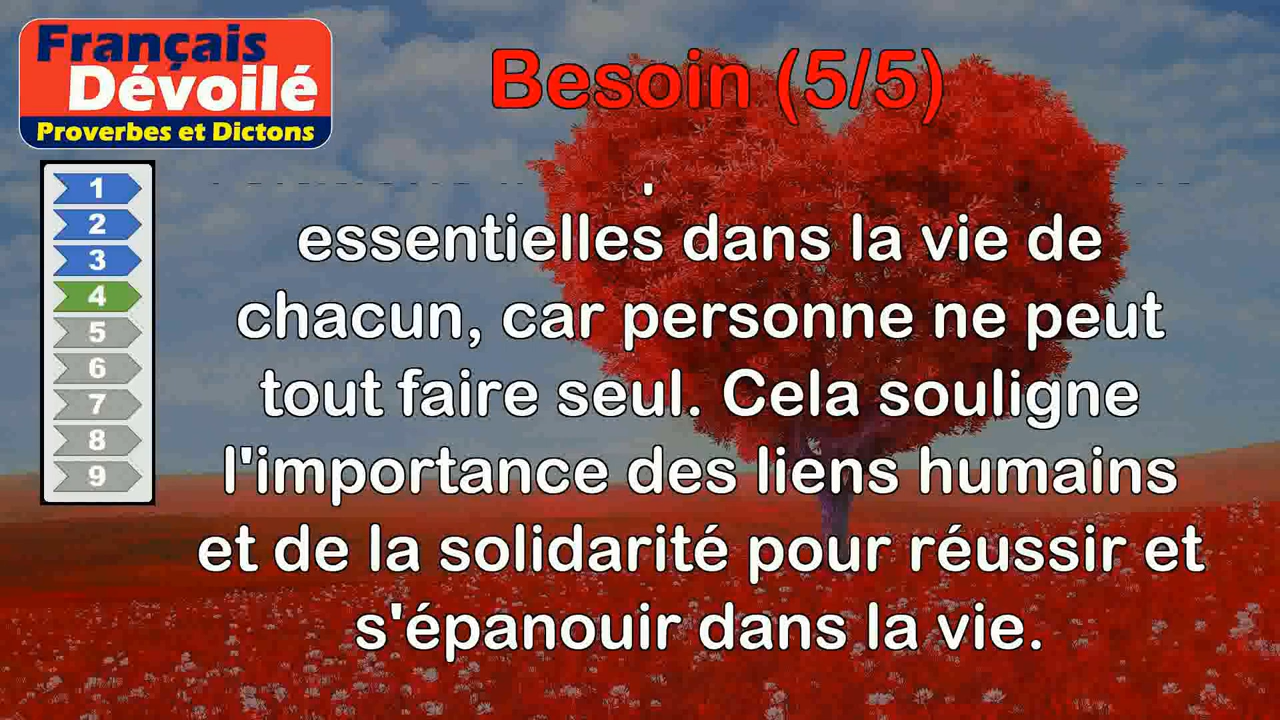 Français
Dévoilé
Proverbes et Dictons
Besoin (5/5)
1
2
3
4
5
6
7
8
9
essentielles dans la vie de
chacun, car personne ne peut
tout faire seul. Cela souligne
l'importance des liens humains
et de la solidarité pour réussir et
s'épanouir dans la vie.